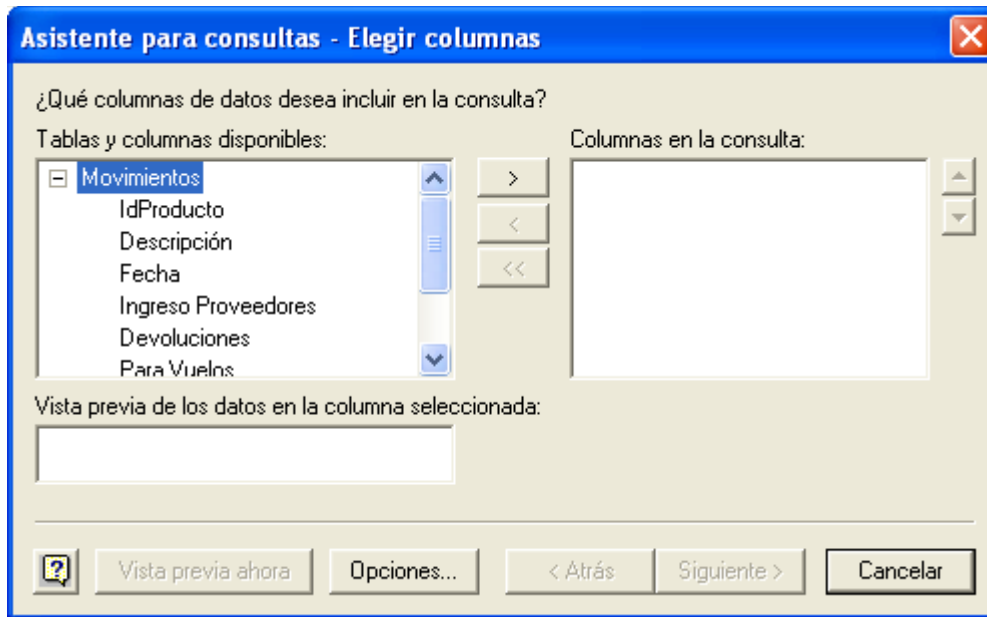 Asistente para consultas - Elegir columnas
¿Qué columnas de datos desea incluir en la consulta?
Tablas y columnas disponibles:
Columnas en la consulta:
Movimientos
IdProducto
Descripción
Fecha
Ingreso Proveedores
Devoluciones
Para Vuelos
>
<
<<
Vista previa de los datos en la columna seleccionada:
Vista previa ahora
Opciones...
< Atrás
Siguiente >
Cancelar